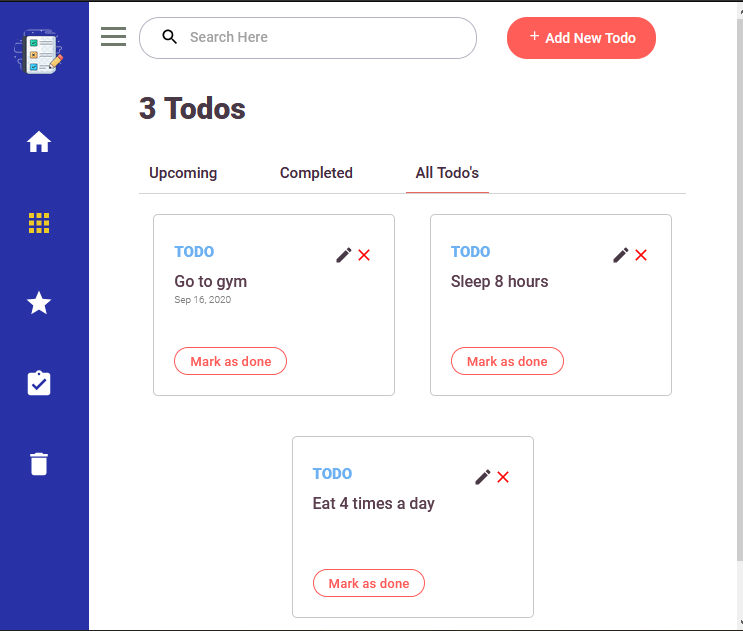 Search Here
+ Add New Todo
3 Todos
Upcoming Completed All Todo's
TODO
Go to gym
Sep 16, 2020
Mark as done
TODO
Sleep 8 hours
Mark as done
TODO
Eat 4 times a day
Mark as done